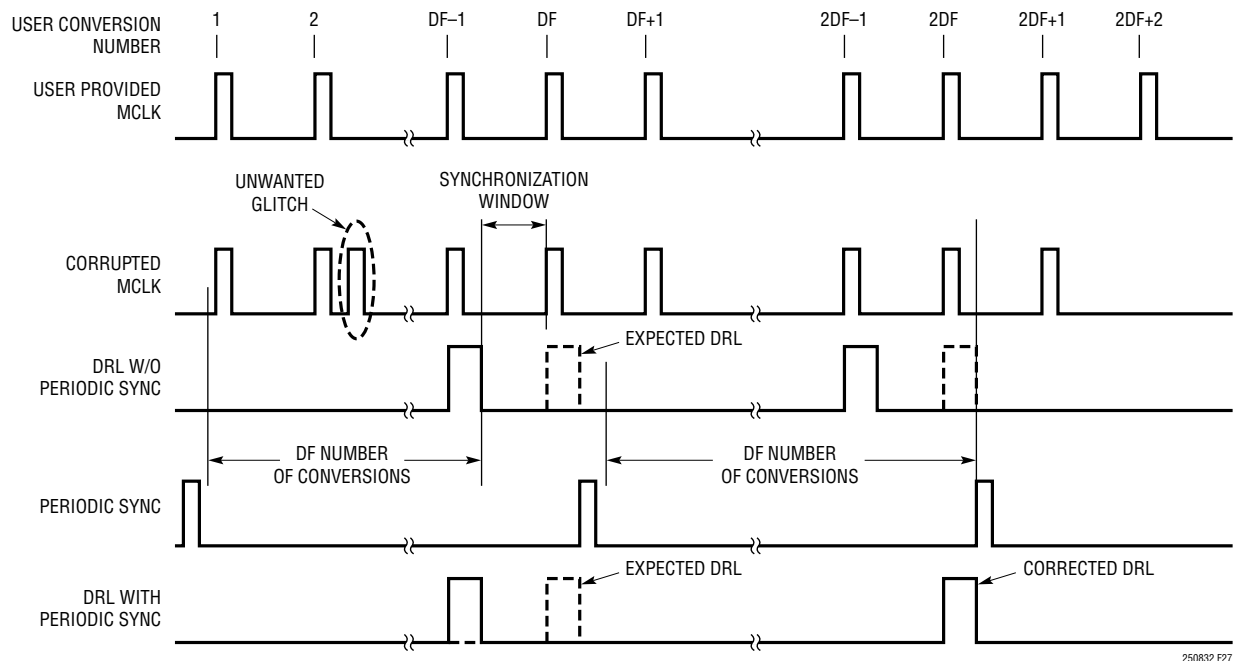 USER CONVERSION
NUMBER
1
2
DF–1
DF
DF+1
2DF–1
2DF
2DF+1
2DF+2
USER PROVIDED
MCLK
UNWANTED
GLITCH
SYNCHRONIZATION
WINDOW
CORRUPTED
MCLK
EXPECTED DRL
DRL W/O
PERIODIC SYNC
DF NUMBER
OF CONVERSIONS
DF NUMBER
OF CONVERSIONS
PERIODIC SYNC
EXPECTED DRL
CORRECTED DRL
DRL WITH
PERIODIC SYNC
250832 F27